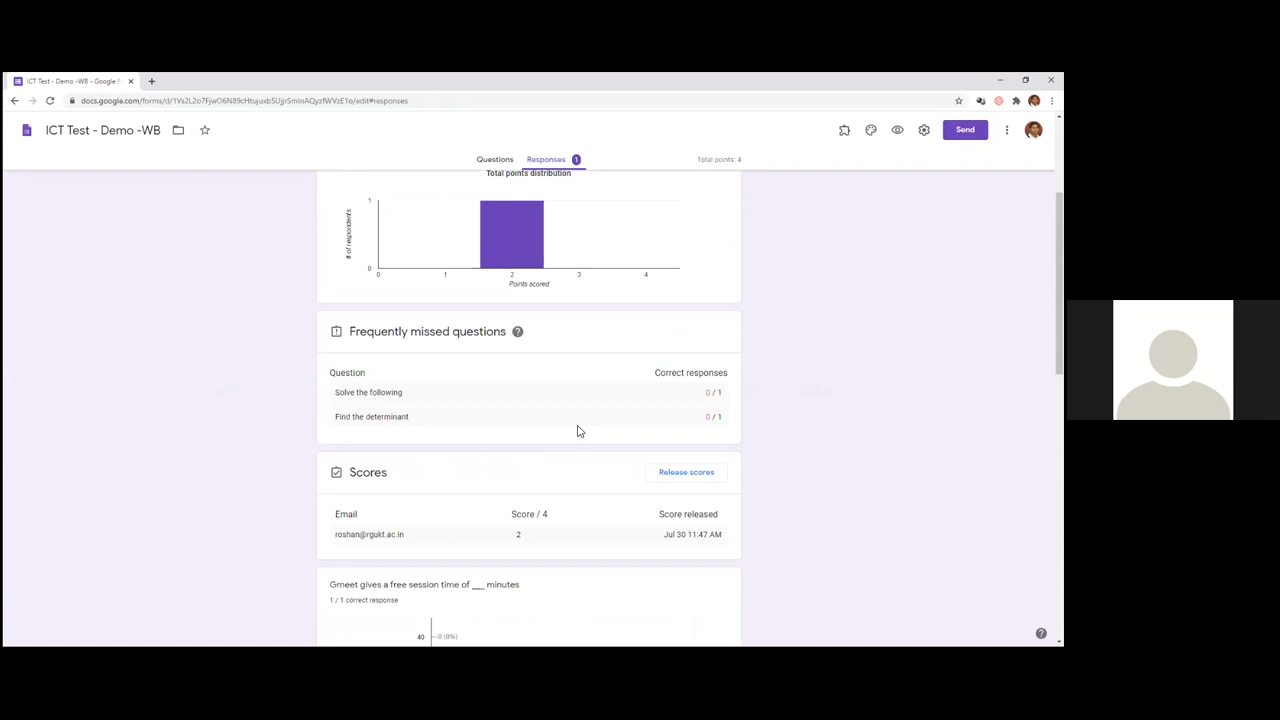 ICT Test - Demo -WB - Google F
docs.google.com/forms/d/1Vs2L2o7FjwO6N89cHtujuxb5UjjrSmInAQyzfWVzE1o/edit#responses
ICT Test - Demo -WB
Send
Questions Responses 1 Total points: 4
Total points distribution
# of respondents
1
0
0 1 2 3 4
Points scored
Frequently missed questions
Question Correct responses
Solve the following 0 / 1
Find the determinant 0 / 1
Scores Release scores
Email Score / 4 Score released
roshan@rgukt.ac.in 2 Jul 30 11:47 AM
Gmeet gives a free session time of ___ minutes
1 / 1 correct response
40 0 (0%)